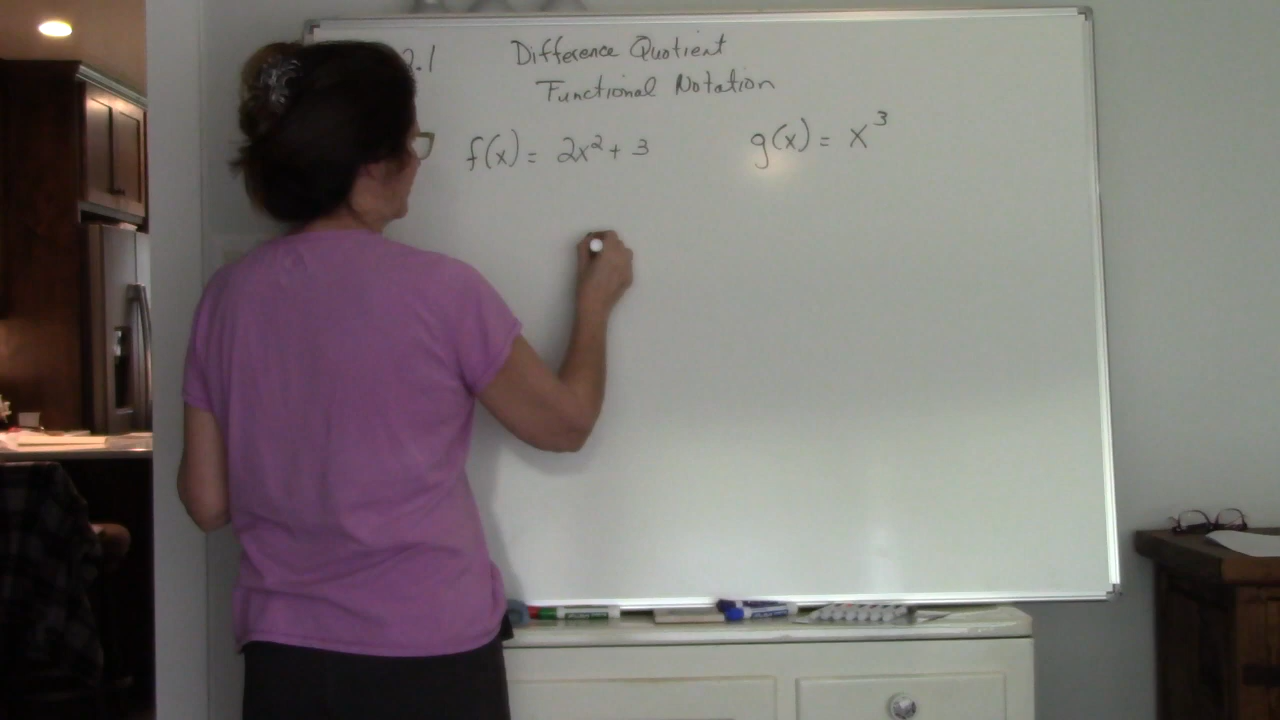 2.1 Difference Quotient
Functional Notation
f(x) = 2x² + 3 g(x) = x³